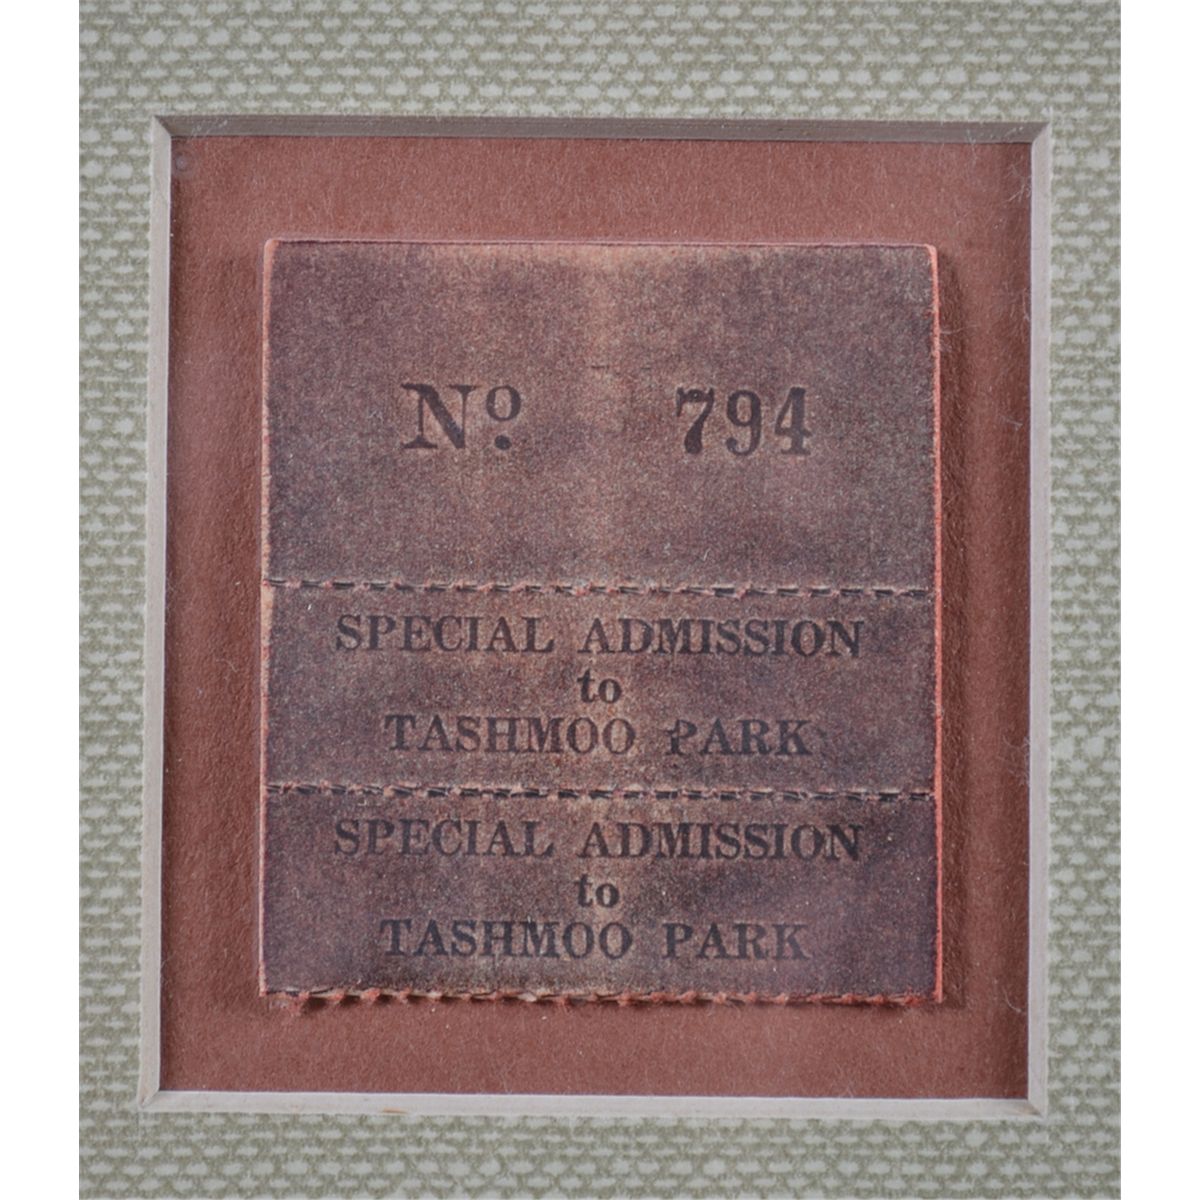 Nº. 794
SPECIAL ADMISSION
to
TASHMOO PARK
SPECIAL ADMISSION
to
TASHMOO PARK